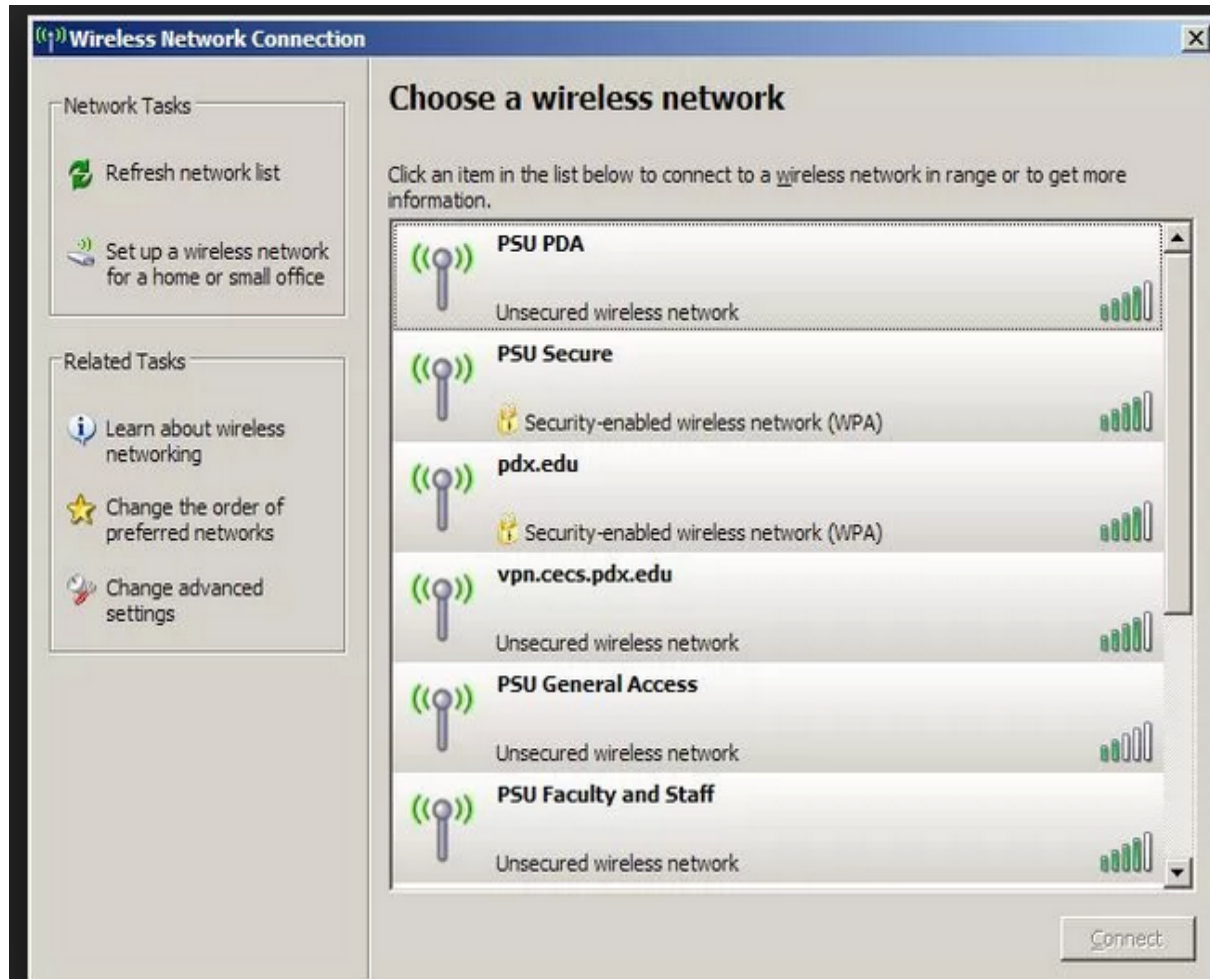 Wireless Network Connection
Network Tasks
Refresh network list
Set up a wireless network
for a home or small office
Related Tasks
Learn about wireless
networking
Change the order of
preferred networks
Change advanced
settings
Choose a wireless network
Click an item in the list below to connect to a wireless network in range or to get more
information.
PSU PDA
Unsecured wireless network
PSU Secure
Security-enabled wireless network (WPA)
pdx.edu
Security-enabled wireless network (WPA)
vpn.cecs.pdx.edu
Unsecured wireless network
PSU General Access
Unsecured wireless network
PSU Faculty and Staff
Unsecured wireless network
Connect